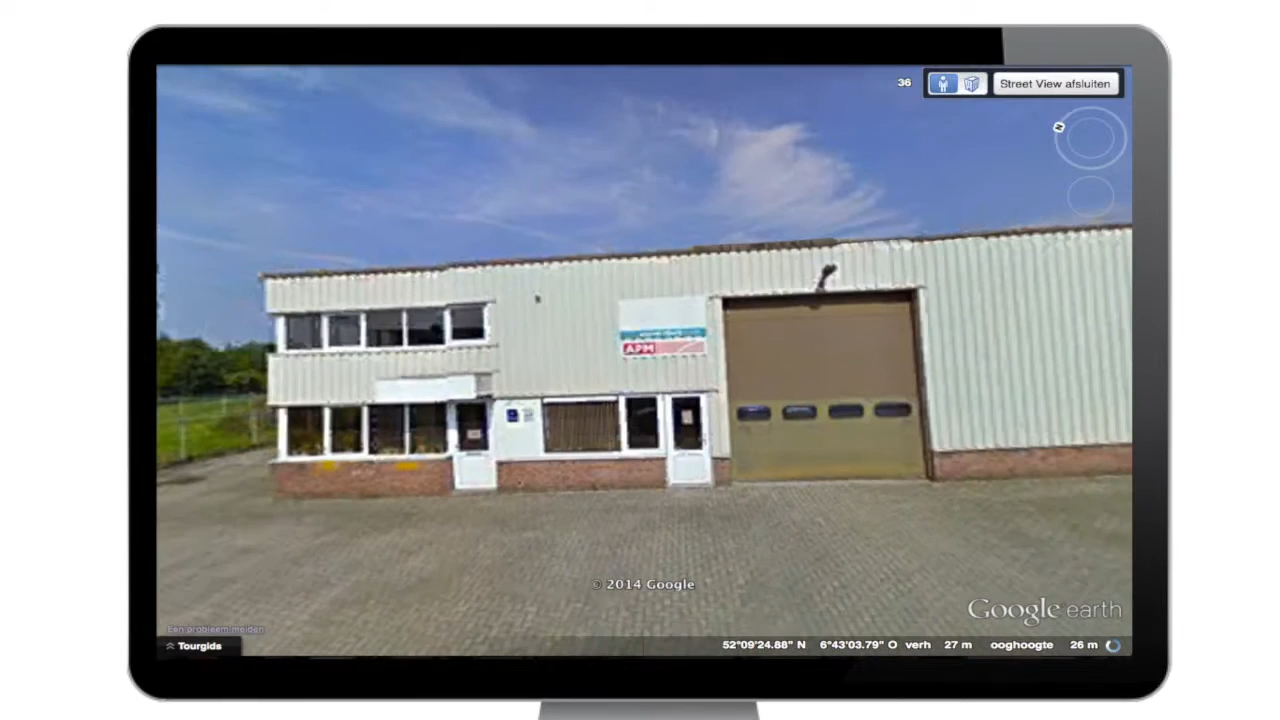 36
Street View afsluiten
N
APM
© 2014 Google
Google earth
Een probleem melden
Tourgids
52°09'24.88" N 6°43'03.79" O verh 27 m ooghoogte 26 m